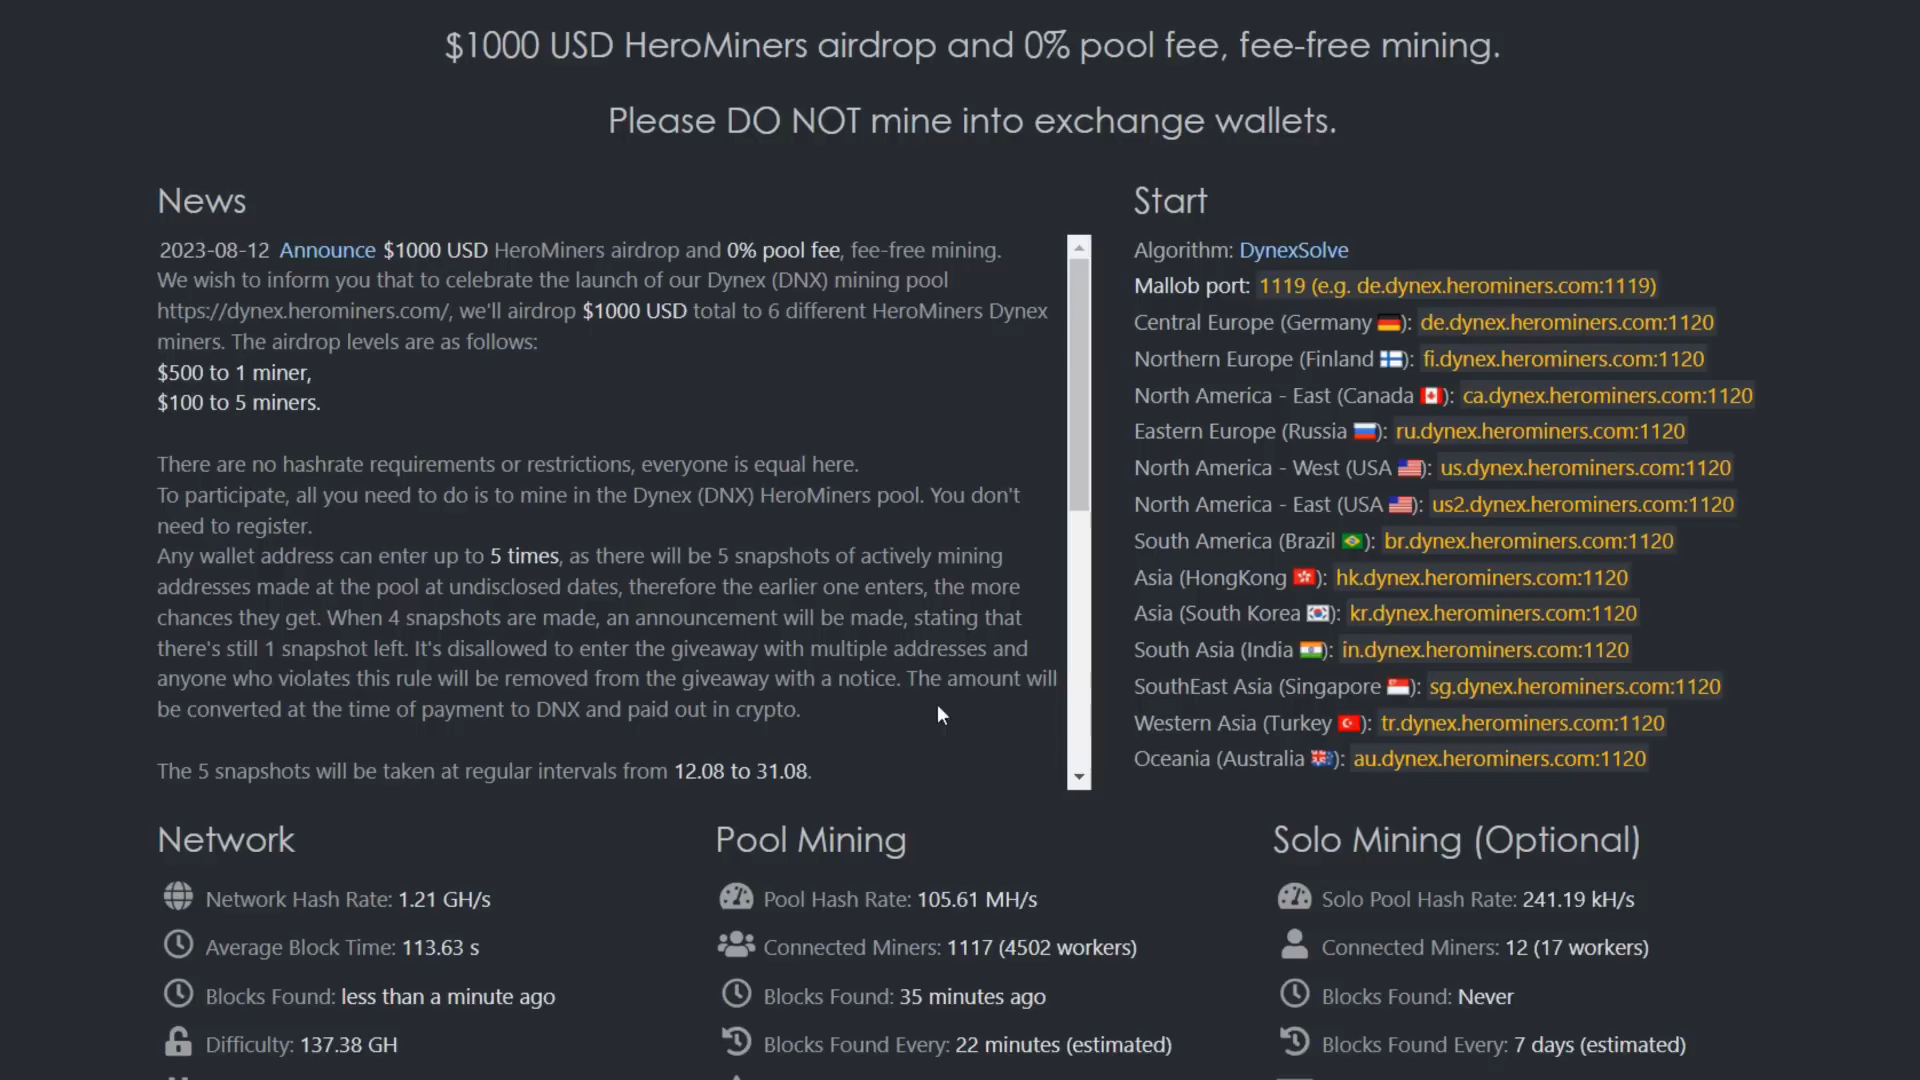 $1000 USD HeroMiners airdrop and 0% pool fee, fee-free mining.
Please DO NOT mine into exchange wallets.
News
2023-08-12 Announce $1000 USD HeroMiners airdrop and 0% pool fee, fee-free mining.
We wish to inform you that to celebrate the launch of our Dynex (DNX) mining pool
https://dynex.herominers.com/, we'll airdrop $1000 USD total to 6 different HeroMiners Dynex
miners. The airdrop levels are as follows:
$500 to 1 miner,
$100 to 5 miners.
There are no hashrate requirements or restrictions, everyone is equal here.
To participate, all you need to do is to mine in the Dynex (DNX) HeroMiners pool. You don't
need to register.
Any wallet address can enter up to 5 times, as there will be 5 snapshots of actively mining
addresses made at the pool at undisclosed dates, therefore the earlier one enters, the more
chances they get. When 4 snapshots are made, an announcement will be made, stating that
there's still 1 snapshot left. It's disallowed to enter the giveaway with multiple addresses and
anyone who violates this rule will be removed from the giveaway with a notice. The amount will
be converted at the time of payment to DNX and paid out in crypto.
The 5 snapshots will be taken at regular intervals from 12.08 to 31.08.
Start
Algorithm: DynexSolve
Mallob port: 1119 (e.g. de.dynex.herominers.com:1119)
Central Europe (Germany): de.dynex.herominers.com:1120
Northern Europe (Finland): fi.dynex.herominers.com:1120
North America - East (Canada): ca.dynex.herominers.com:1120
Eastern Europe (Russia): ru.dynex.herominers.com:1120
North America - West (USA): us.dynex.herominers.com:1120
North America - East (USA): us2.dynex.herominers.com:1120
South America (Brazil): br.dynex.herominers.com:1120
Asia (HongKong): hk.dynex.herominers.com:1120
Asia (South Korea): kr.dynex.herominers.com:1120
South Asia (India): in.dynex.herominers.com:1120
SouthEast Asia (Singapore): sg.dynex.herominers.com:1120
Western Asia (Turkey): tr.dynex.herominers.com:1120
Oceania (Australia): au.dynex.herominers.com:1120
Network
Network Hash Rate: 1.21 GH/s
Average Block Time: 113.63 s
Blocks Found: less than a minute ago
Difficulty: 137.38 GH
Pool Mining
Pool Hash Rate: 105.61 MH/s
Connected Miners: 1117 (4502 workers)
Blocks Found: 35 minutes ago
Blocks Found Every: 22 minutes (estimated)
Solo Mining (Optional)
Solo Pool Hash Rate: 241.19 kH/s
Connected Miners: 12 (17 workers)
Blocks Found: Never
Blocks Found Every: 7 days (estimated)